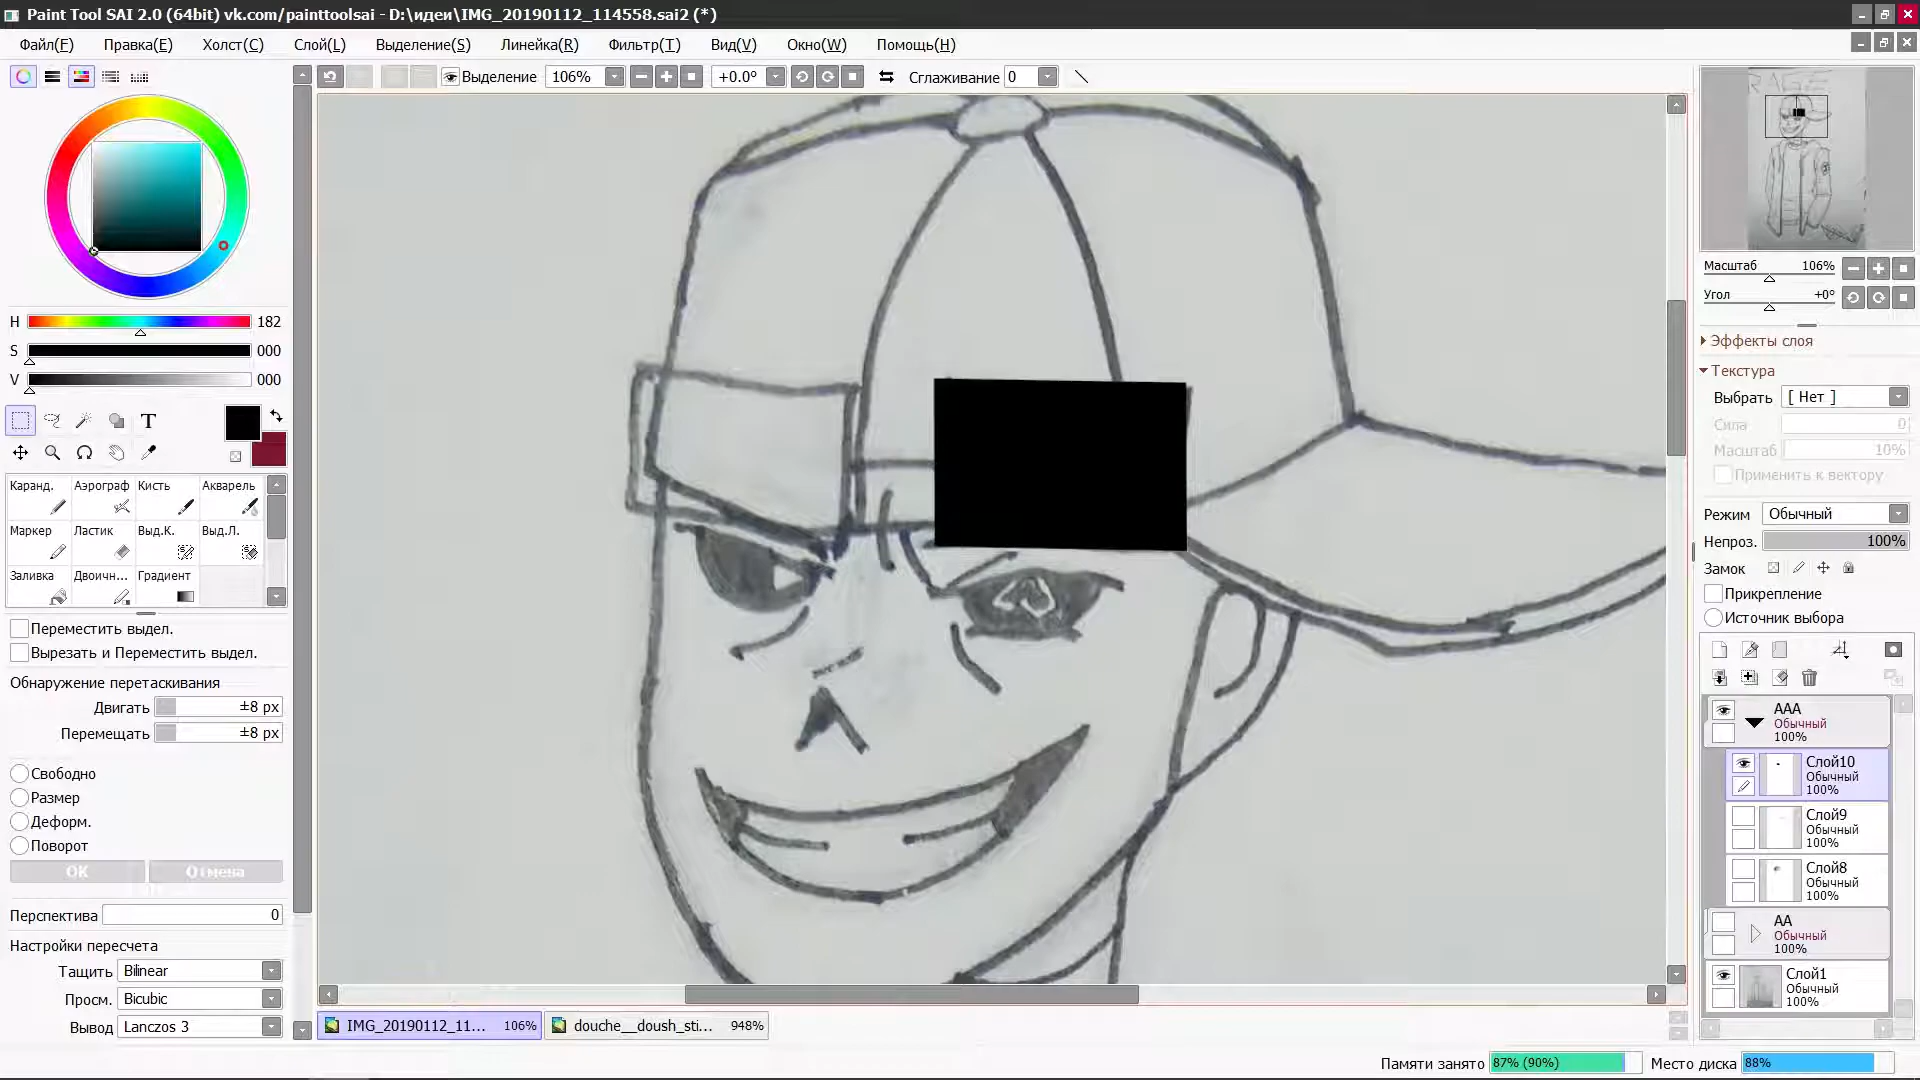 Paint Tool SAI 2.0 (64bit) vk.com/painttoolsai - D:\идеи\IMG_20190112_114558.sai2 (*)
Файл(F) Правка(E) Холст(C) Слой(L) Выделение(S) Линейка(R) Фильтр(T) Вид(V) Окно(W) Помощь(H)
Выделение 106% +0.0° Сглаживание 0
H 182
S 000
V 000
T
Каранд. Аэрограф Кисть Акварель
Маркер Ластик Выд.К. Выд.Л.
Заливка Двоичн... Градиент
Переместить выдел.
Вырезать и Переместить выдел.
Обнаружение перетаскивания
Двигать ±8 px
Перемещать ±8 px
Свободно
Размер
Деформ.
Поворот
OK Отмена
Перспектива 0
Настройки пересчета
Тащить Bilinear
Просм. Bicubic
Вывод Lanczos 3
IMG_20190112_11... 106% douche__doush_sti... 948%
Масштаб 106%
Угол +0°
Эффекты слоя
Текстура
Выбрать [ Нет ]
Сила 0
Масштаб 10%
Применить к вектору
Режим Обычный
Непроз. 100%
Замок
Прикрепление
Источник выбора
AAA
Обычный
100%
Слой10
Обычный
100%
Слой9
Обычный
100%
Слой8
Обычный
100%
AA
Обычный
100%
Слой1
Обычный
100%
Памяти занято 87% (90%) Место диска 88%